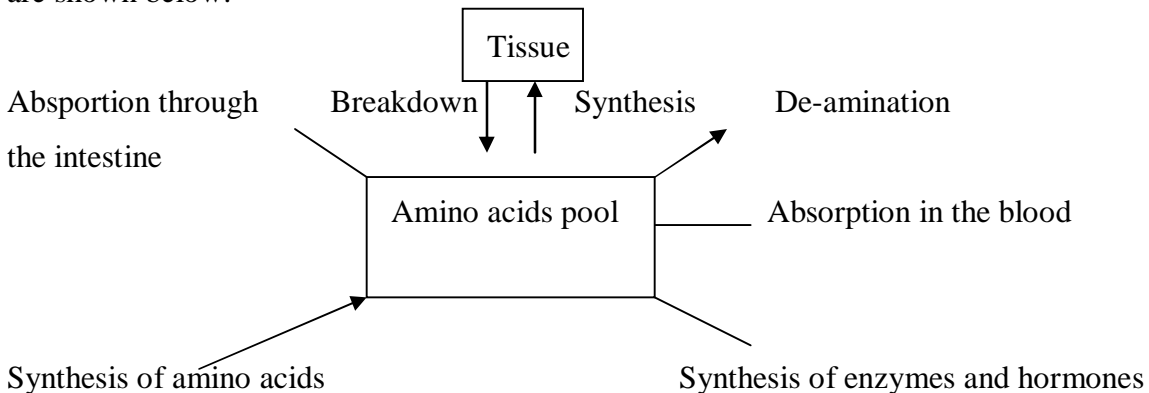 are shown below:
Tissue
Absportion through Breakdown Synthesis De-amination
the intestine
Amino acids pool Absorption in the blood
Synthesis of amino acids Synthesis of enzymes and hormones